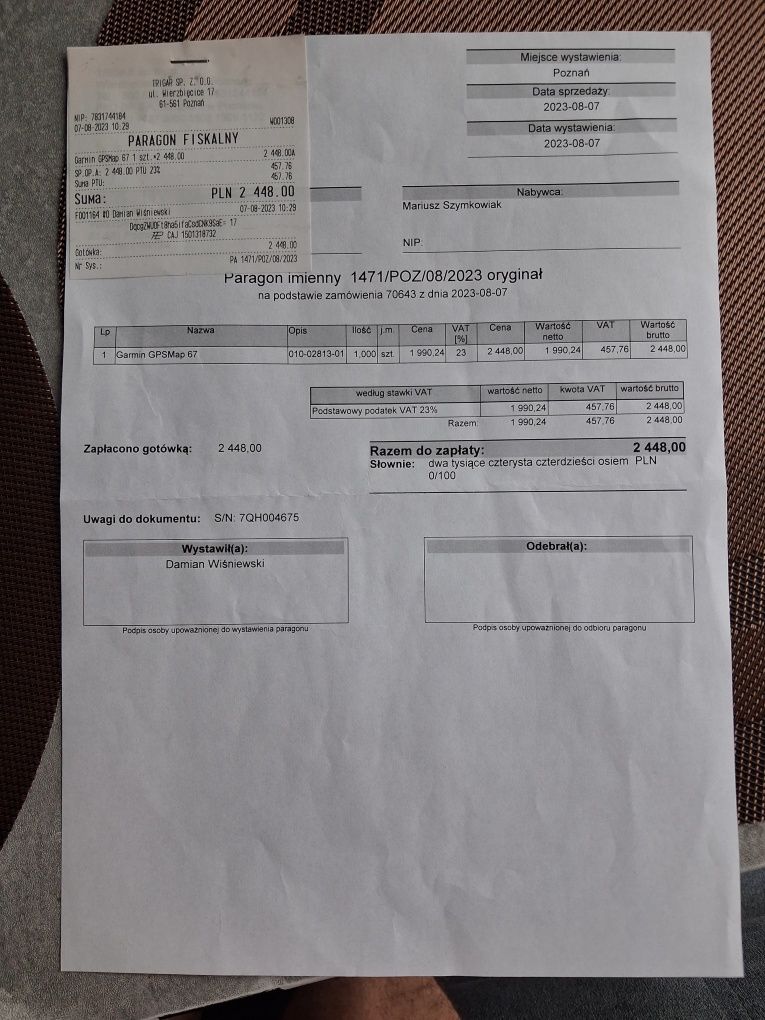 TRIGAR SP. Z O.O.
ul. Wierzbięcice 17
61-561 Poznań
NIP: 7831744184
07-08-2023 10:29 W001308
PARAGON FISKALNY
Garmin GPSMap 67 1 szt.*2 448.00 2 448.00A
SP.OP.A: 2 448.00 PTU 23% 457.76
Suma PTU: 457.76
Suma: PLN 2 448.00
F001164 #0 Damian Wiśniewski 07-08-2023 10:29
CAJ 1501318732
Gotówka: 2 448.00
Nr Sys.: PA 1471/POZ/08/2023
Miejsce wystawienia:
Poznań
Data sprzedaży:
2023-08-07
Data wystawienia:
2023-08-07
Nabywca:
Mariusz Szymkowiak
NIP:
Paragon imienny 1471/POZ/08/2023 oryginał
na podstawie zamówienia 70643 z dnia 2023-08-07
Lp Nazwa Opis Ilość j.m. Cena VAT [%] Cena Wartość netto VAT Wartość brutto
1 Garmin GPSMap 67 010-02813-01 1,000 szt. 1 990,24 23 2 448,00 1 990,24 457,76 2 448,00
według stawki VAT wartość netto kwota VAT wartość brutto
Podstawowy podatek VAT 23% 1 990,24 457,76 2 448,00
Razem: 1 990,24 457,76 2 448,00
Zapłacono gotówką: 2 448,00
Razem do zapłaty: 2 448,00
Słownie: dwa tysiące czterysta czterdzieści osiem PLN
0/100
Uwagi do dokumentu: S/N: 7QH004675
Wystawił(a):
Damian Wiśniewski
Podpis osoby upoważnionej do wystawienia paragonu
Odebrał(a):
Podpis osoby upoważnionej do odbioru paragonu